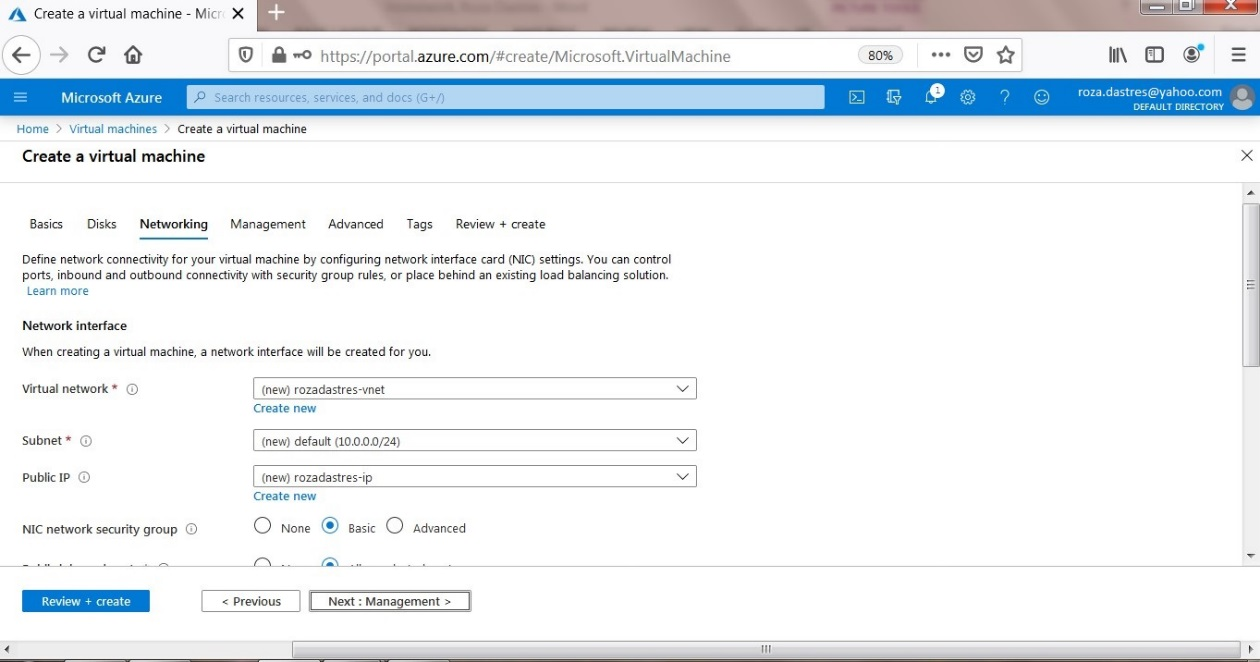 Create a virtual machine - Micr
https://portal.azure.com/#create/Microsoft.VirtualMachine
80%
Microsoft Azure
Search resources, services, and docs (G+/)
1
roza.dastres@yahoo.com
DEFAULT DIRECTORY
Home > Virtual machines > Create a virtual machine
Create a virtual machine
Basics Disks Networking Management Advanced Tags Review + create
Define network connectivity for your virtual machine by configuring network interface card (NIC) settings. You can control
ports, inbound and outbound connectivity with security group rules, or place behind an existing load balancing solution.
Learn more
Network interface
When creating a virtual machine, a network interface will be created for you.
Virtual network *
(new) rozadastres-vnet
Create new
Subnet *
(new) default (10.0.0.0/24)
Public IP
(new) rozadastres-ip
Create new
NIC network security group
None Basic Advanced
Review + create
< Previous
Next : Management >